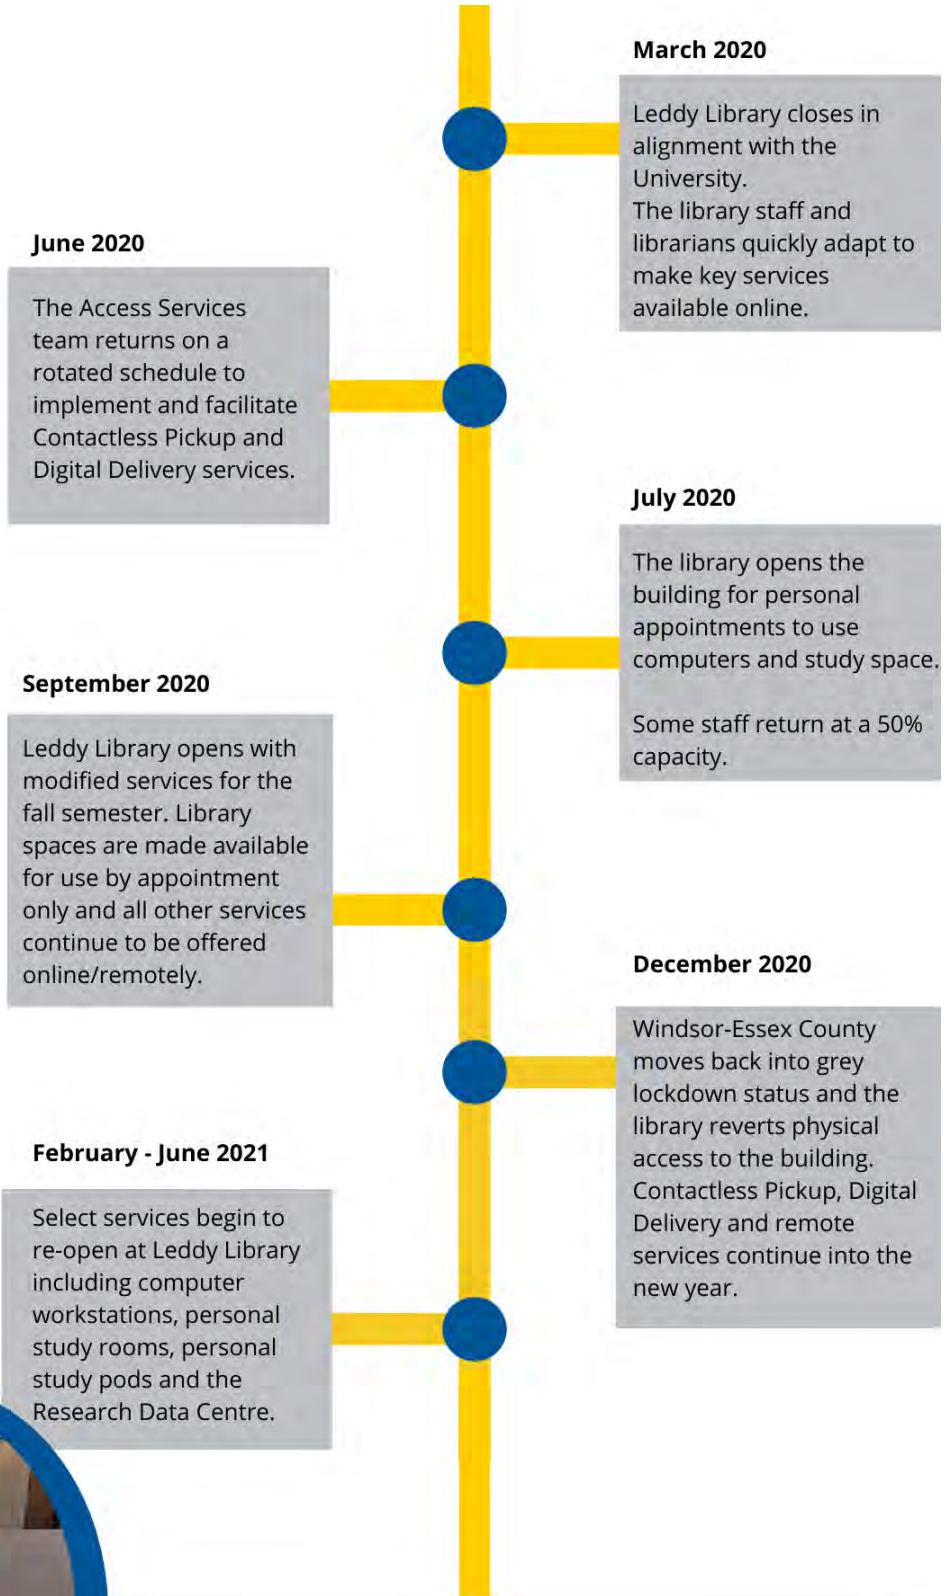 March 2020
Leddy Library closes in
alignment with the
University.
The library staff and
librarians quickly adapt to
make key services
available online.
June 2020
The Access Services
team returns on a
rotated schedule to
implement and facilitate
Contactless Pickup and
Digital Delivery services.
July 2020
The library opens the
building for personal
appointments to use
computers and study space.
Some staff return at a 50%
capacity.
September 2020
Leddy Library opens with
modified services for the
fall semester. Library
spaces are made available
for use by appointment
only and all other services
continue to be offered
online/remotely.
December 2020
Windsor-Essex County
moves back into grey
lockdown status and the
library reverts physical
access to the building.
Contactless Pickup, Digital
Delivery and remote
services continue into the
new year.
February - June 2021
Select services begin to
re-open at Leddy Library
including computer
workstations, personal
study rooms, personal
study pods and the
Research Data Centre.